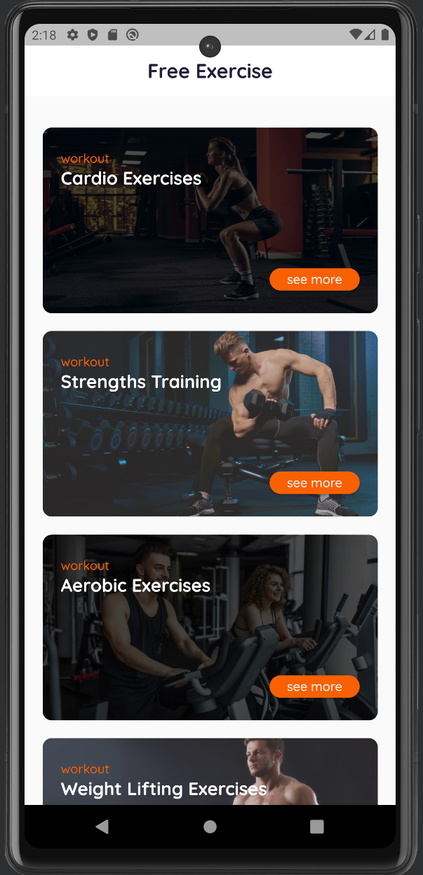 2:18
Free Exercise
workout
Cardio Exercises
see more
workout
Strengths Training
see more
workout
Aerobic Exercises
see more
workout
Weight Lifting Exercises